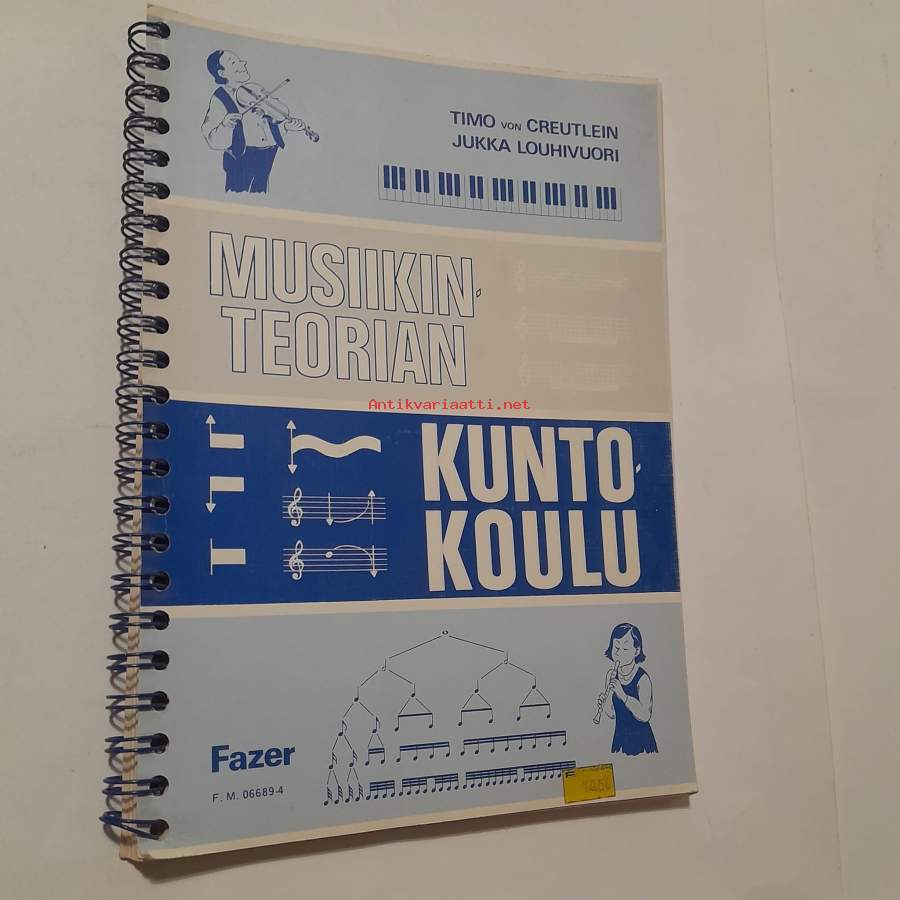 TIMO VON CREUTLEIN
JUKKA LOUHIVUORI
MUSIIKIN-
TEORIAN
Antikvariaatti.net
KUNTO-
KOULU
Fazer
F. M. 06689-4